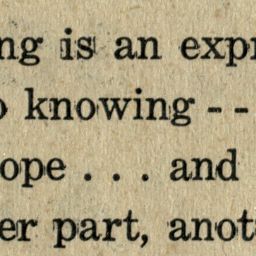 ng is an expr
o knowing --
ope . . . and
er part, anot